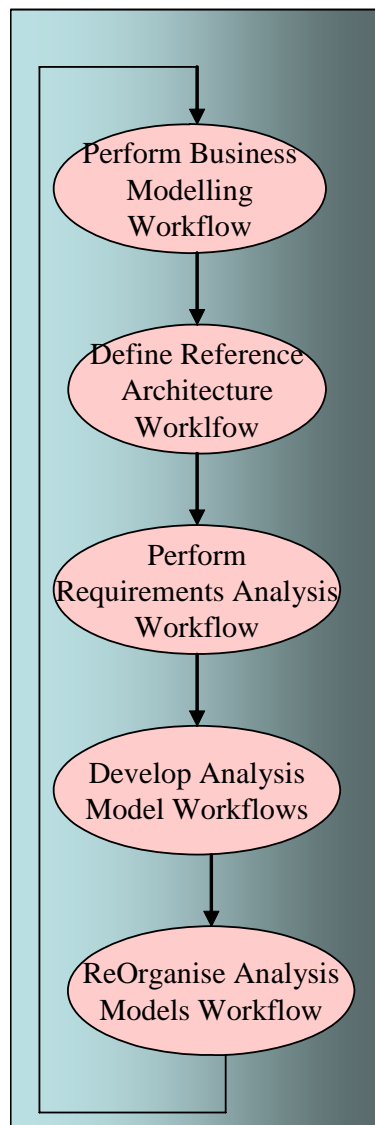 Perform Business
Modelling
Workflow
Define Reference
Architecture
Worklfow
Perform
Requirements Analysis
Workflow
Develop Analysis
Model Workflows
ReOrganise Analysis
Models Workflow